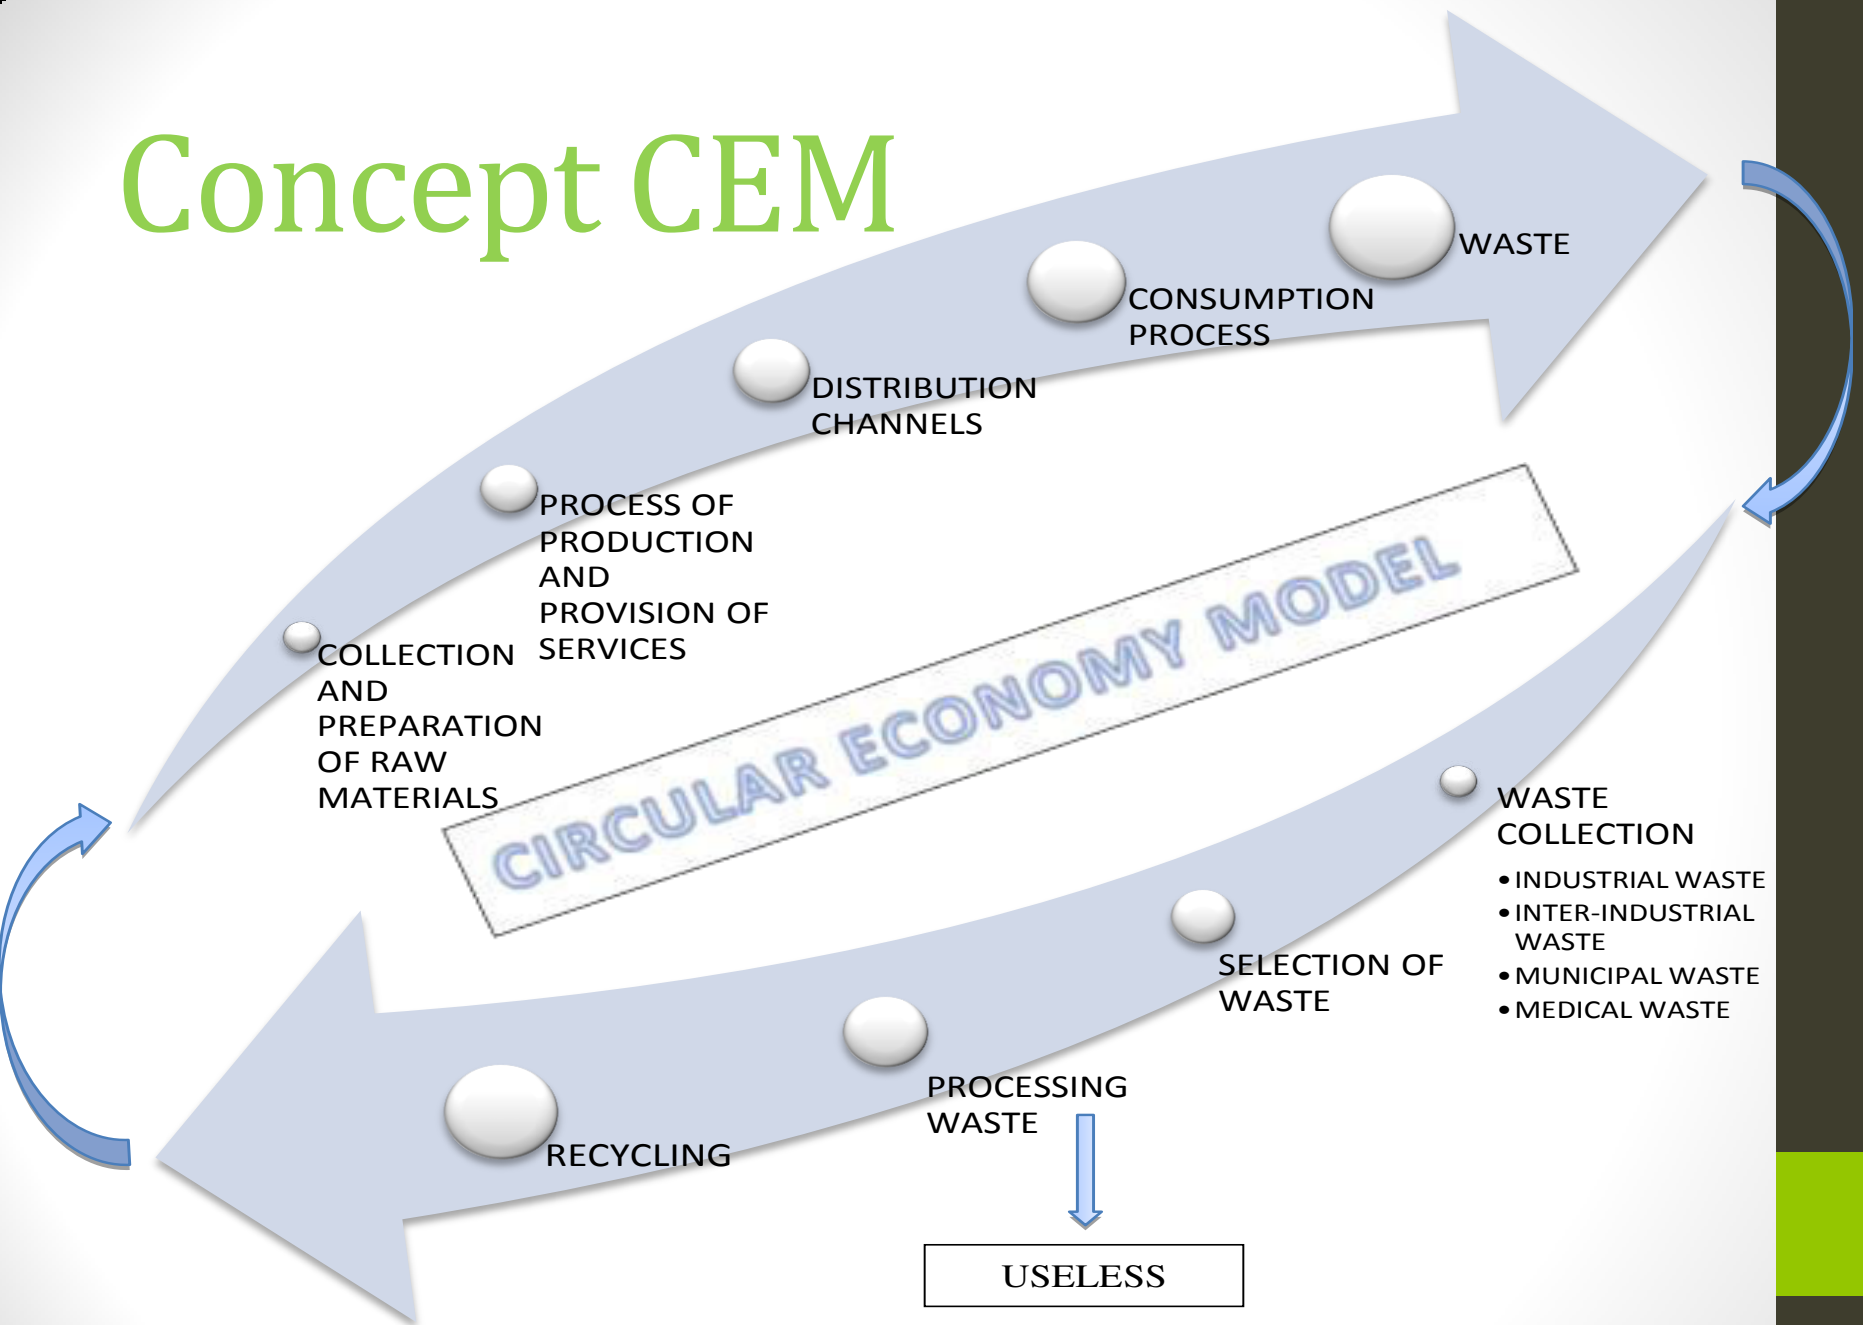 Concept CEM
WASTE
CONSUMPTION
PROCESS
DISTRIBUTION
CHANNELS
PROCESS OF
PRODUCTION
AND
PROVISION OF
SERVICES
COLLECTION
AND
PREPARATION
OF RAW
MATERIALS
CIRCULAR ECONOMY MODEL
WASTE
COLLECTION
•INDUSTRIAL WASTE
•INTER-INDUSTRIAL
WASTE
•MUNICIPAL WASTE
•MEDICAL WASTE
SELECTION OF
WASTE
PROCESSING
WASTE
RECYCLING
USELESS